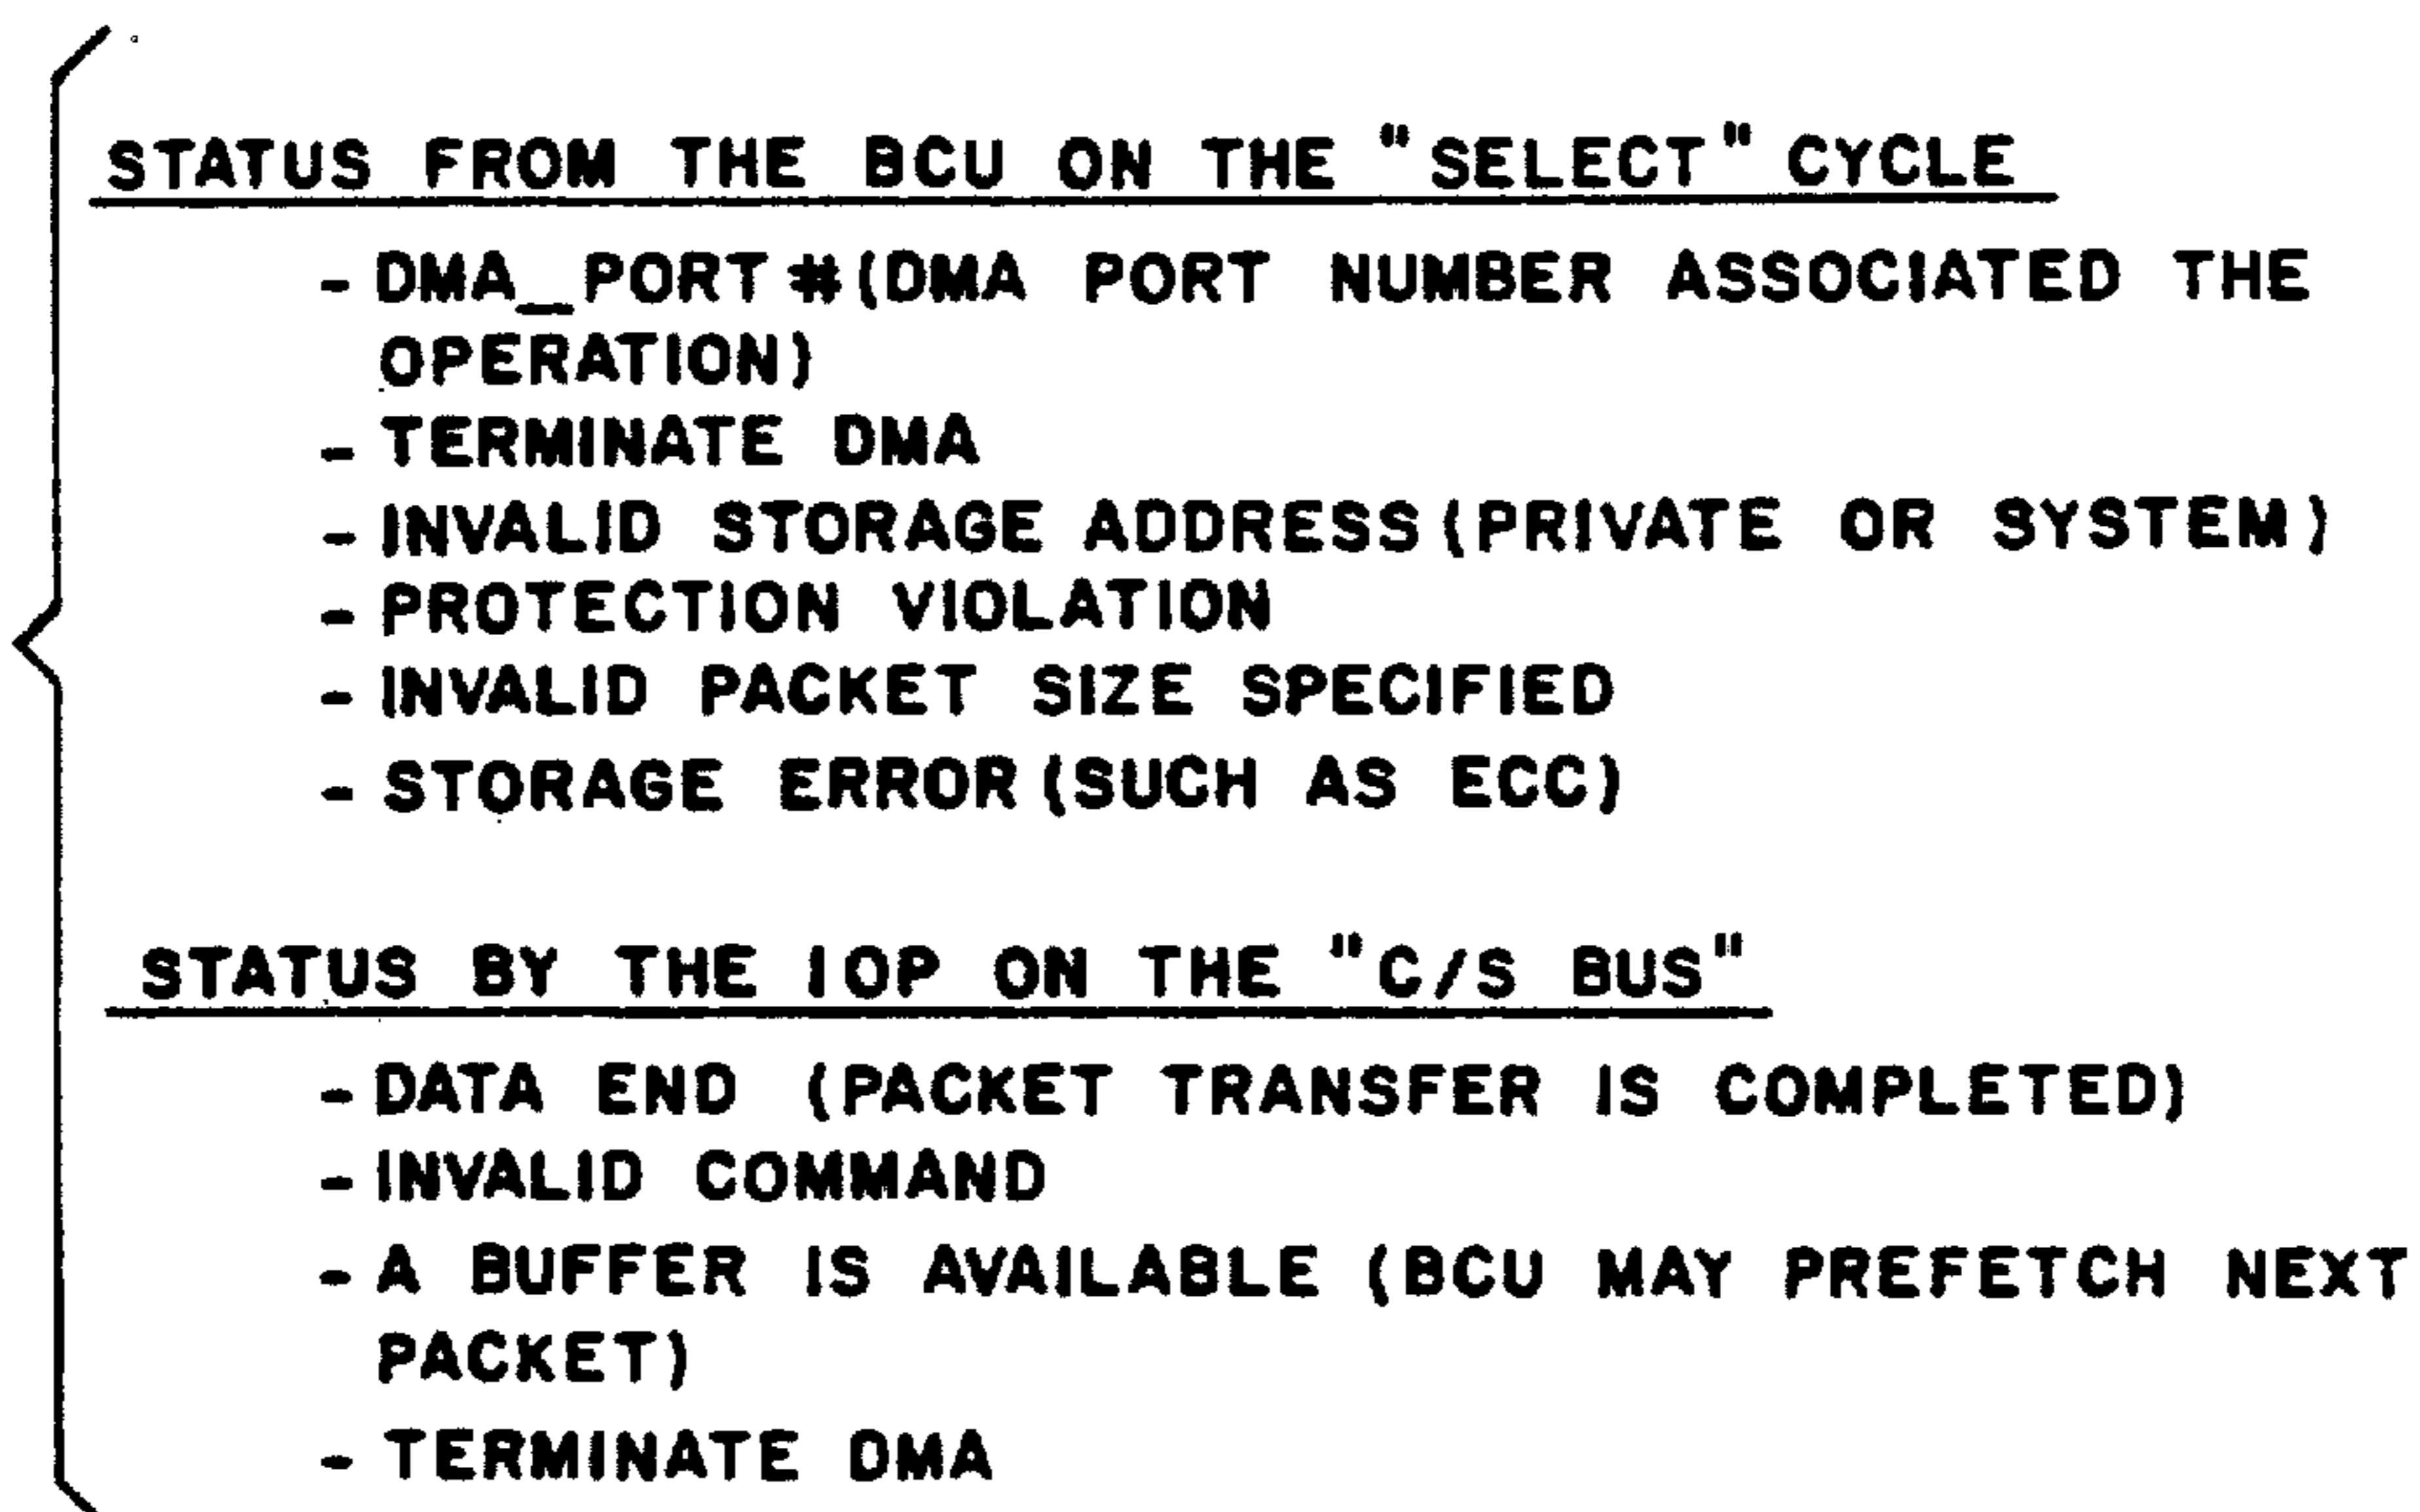 STATUS FROM THE BCU ON THE "SELECT" CYCLE
- DMA_PORT#(DMA PORT NUMBER ASSOCIATED THE
OPERATION)
- TERMINATE DMA
- INVALID STORAGE ADDRESS(PRIVATE OR SYSTEM)
- PROTECTION VIOLATION
- INVALID PACKET SIZE SPECIFIED
- STORAGE ERROR(SUCH AS ECC)
STATUS BY THE IOP ON THE "C/S BUS"
- DATA END (PACKET TRANSFER IS COMPLETED)
- INVALID COMMAND
- A BUFFER IS AVAILABLE (BCU MAY PREFETCH NEXT
PACKET)
- TERMINATE DMA